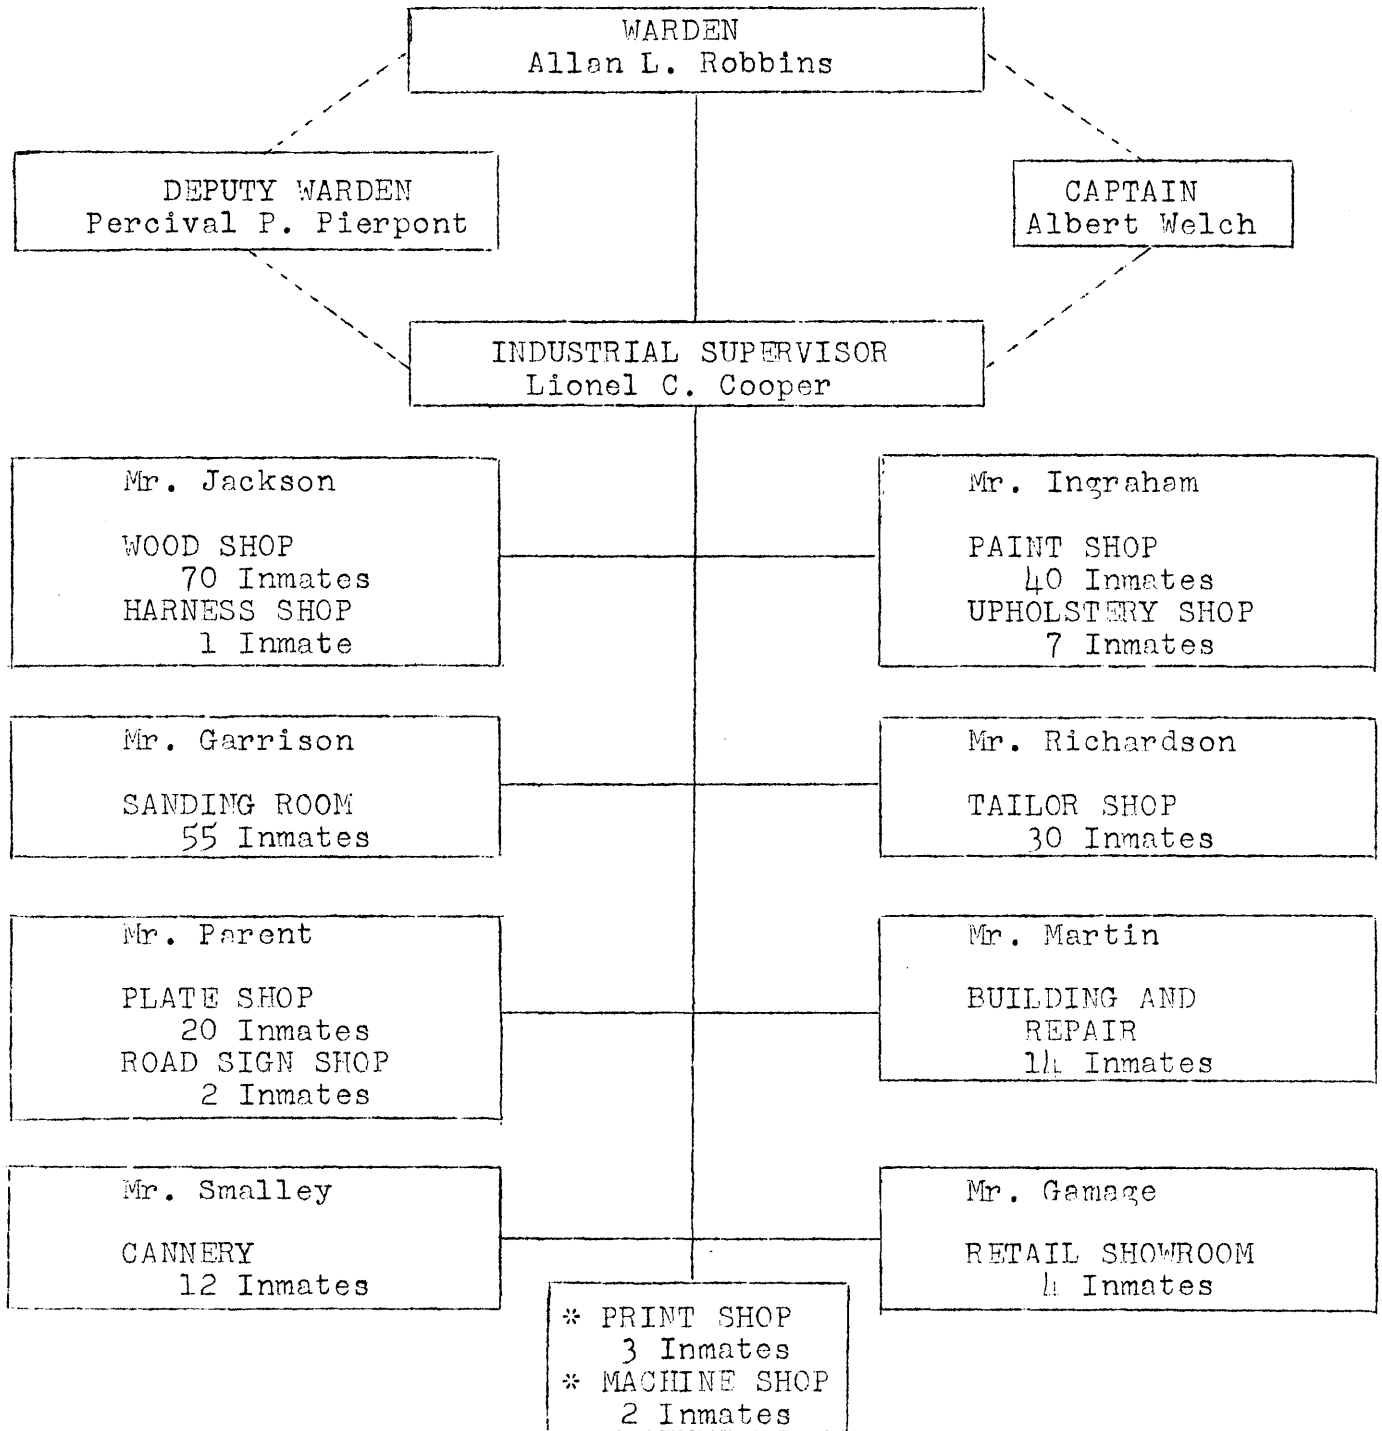 WARDEN
Allan L. Robbins
DEPUTY WARDEN
Percival P. Pierpont
CAPTAIN
Albert Welch
INDUSTRIAL SUPERVISOR
Lionel C. Cooper
Mr. Jackson
WOOD SHOP
70 Inmates
HARNESS SHOP
1 Inmate
Mr. Ingraham
PAINT SHOP
40 Inmates
UPHOLSTERY SHOP
7 Inmates
Mr. Garrison
SANDING ROOM
55 Inmates
Mr. Richardson
TAILOR SHOP
30 Inmates
Mr. Parent
PLATE SHOP
20 Inmates
ROAD SIGN SHOP
2 Inmates
Mr. Martin
BUILDING AND
REPAIR
14 Inmates
Mr. Smalley
CANNERY
12 Inmates
Mr. Gamage
RETAIL SHOWROOM
4 Inmates
* PRINT SHOP
3 Inmates
* MACHINE SHOP
2 Inmates